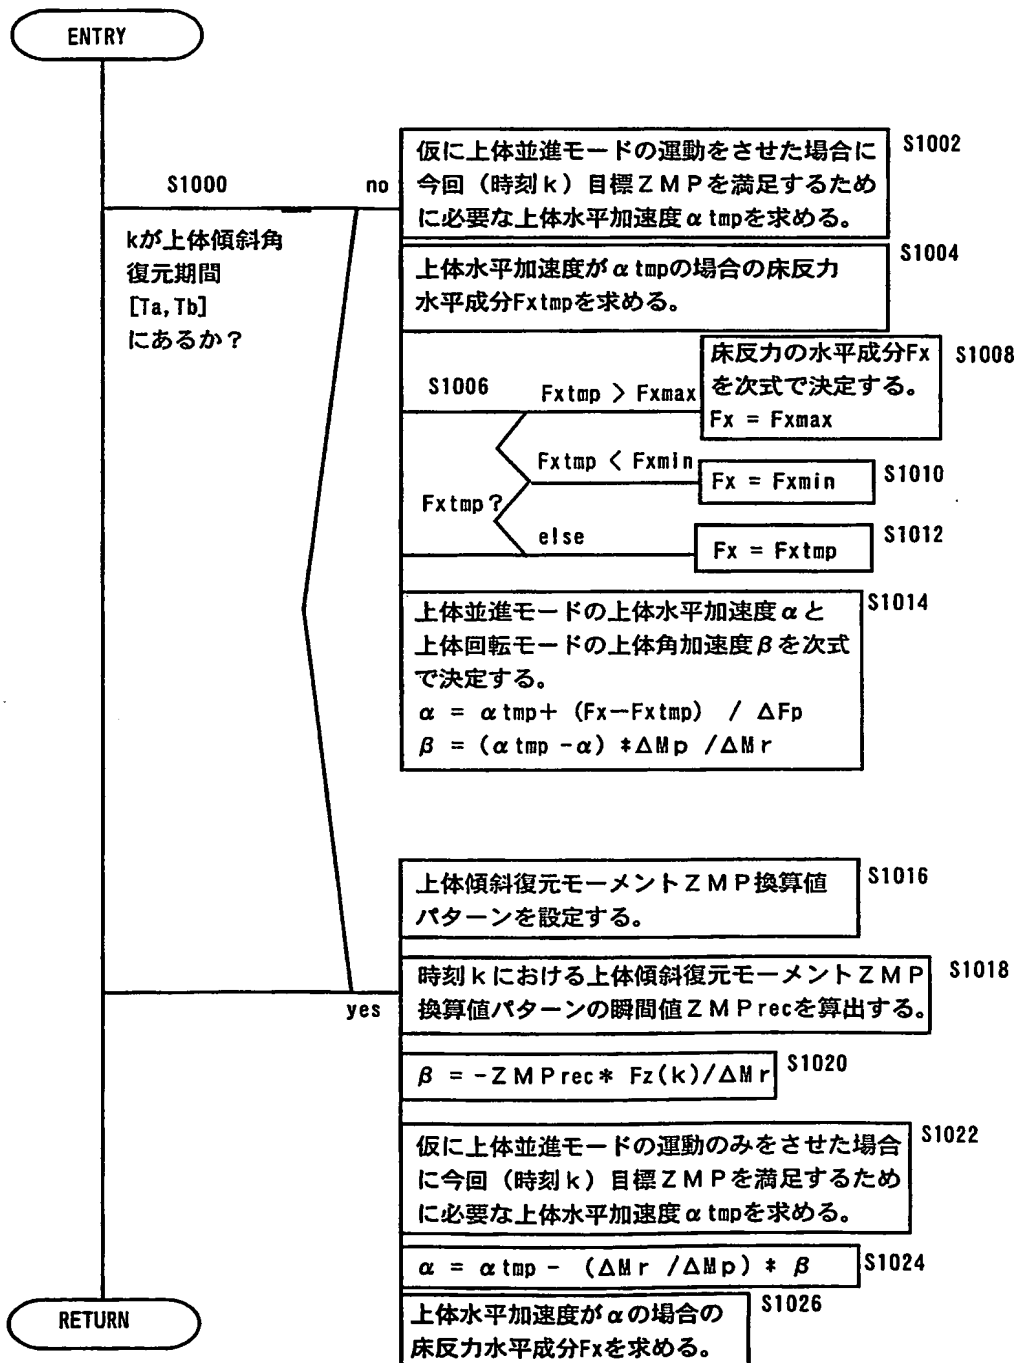 ENTRY
S1000
no
kが上体傾斜角
復元期間
[Ta,Tb]
にあるか？
仮に上体並進モードの運動をさせた場合に
今回（時刻k）目標ZMPを満足するため
に必要な上体水平加速度αtmpを求める。
S1002
上体水平加速度がαtmpの場合の床反力
水平成分Fxtmpを求める。
S1004
S1006
Fxtmp?
Fxtmp > Fxmax
床反力の水平成分Fx
を次式で決定する。
Fx = Fxmax
S1008
Fxtmp < Fxmin
Fx = Fxmin
S1010
else
Fx = Fxtmp
S1012
上体並進モードの上体水平加速度αと
上体回転モードの上体角加速度βを次式
で決定する。
α = αtmp+ (Fx-Fxtmp) / ΔFp
β = (αtmp -α) *ΔMp /ΔMr
S1014
yes
上体傾斜復元モーメントZMP換算値
パターンを設定する。
S1016
時刻kにおける上体傾斜復元モーメントZMP
換算値パターンの瞬間値ZMPrecを算出する。
S1018
β = -ZMPrec* Fz(k)/ΔMr
S1020
仮に上体並進モードの運動のみをさせた場合
に今回（時刻k）目標ZMPを満足するため
に必要な上体水平加速度αtmpを求める。
S1022
α = αtmp - (ΔMr /ΔMp) * β
S1024
上体水平加速度がαの場合の
床反力水平成分Fxを求める。
S1026
RETURN